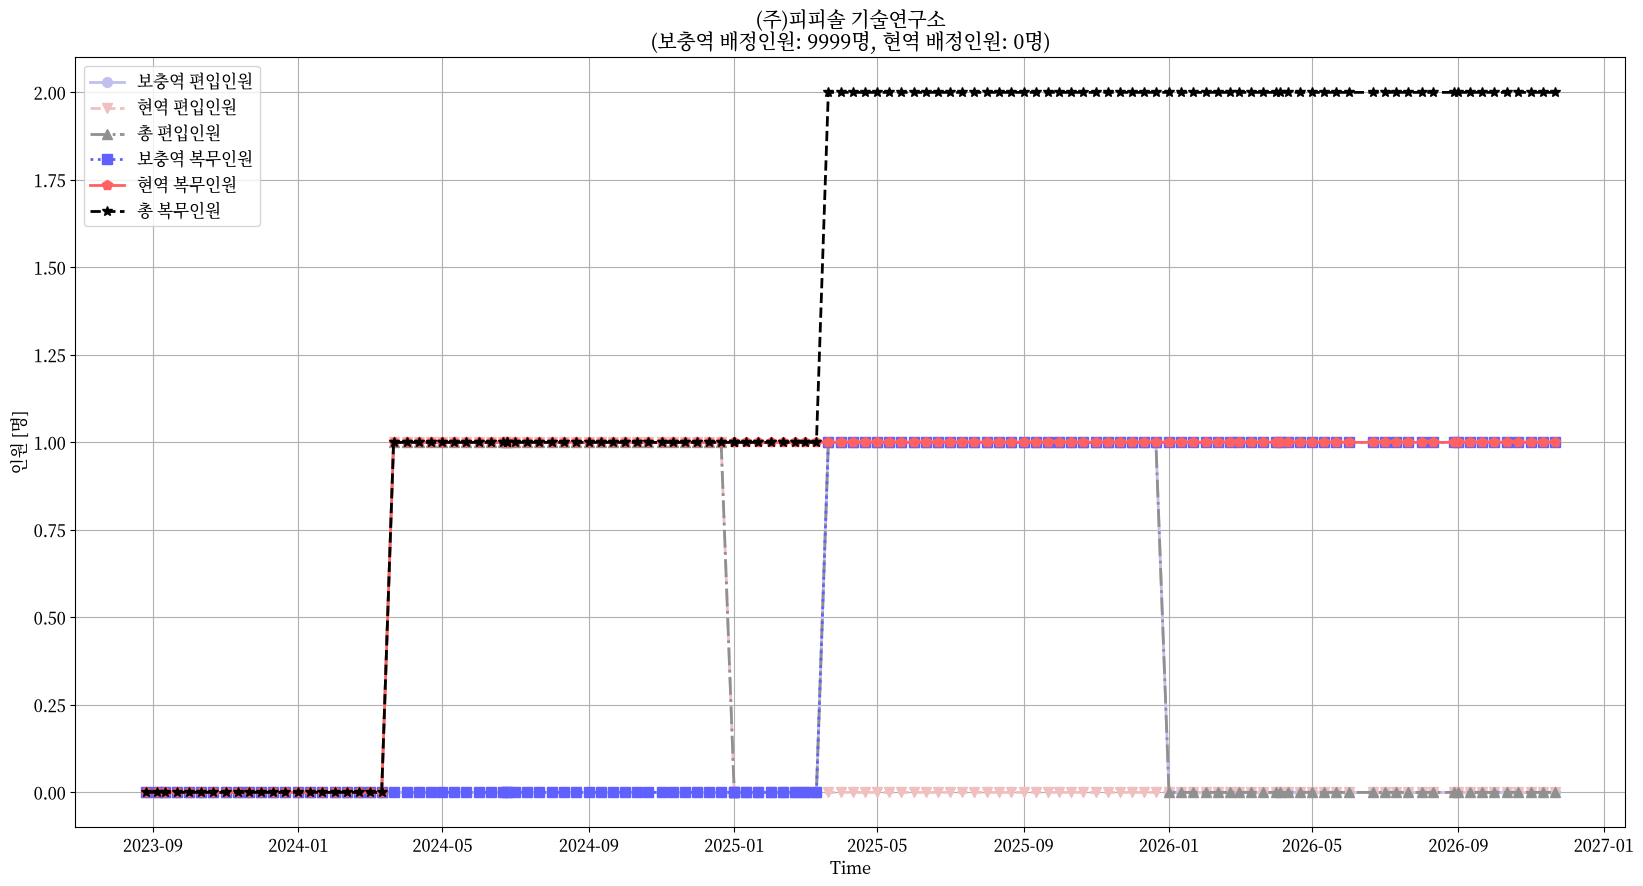 (주)피피솔 기술연구소
(보충역 배정인원: 9999명, 현역 배정인원: 0명)
보충역 편입인원
현역 편입인원
총 편입인원
보충역 복무인원
현역 복무인원
총 복무인원
인원 [명]
2.00
1.75
1.50
1.25
1.00
0.75
0.50
0.25
0.00
2023-09 2024-01 2024-05 2024-09 2025-01 2025-05 2025-09 2026-01 2026-05 2026-09 2027-01
Time